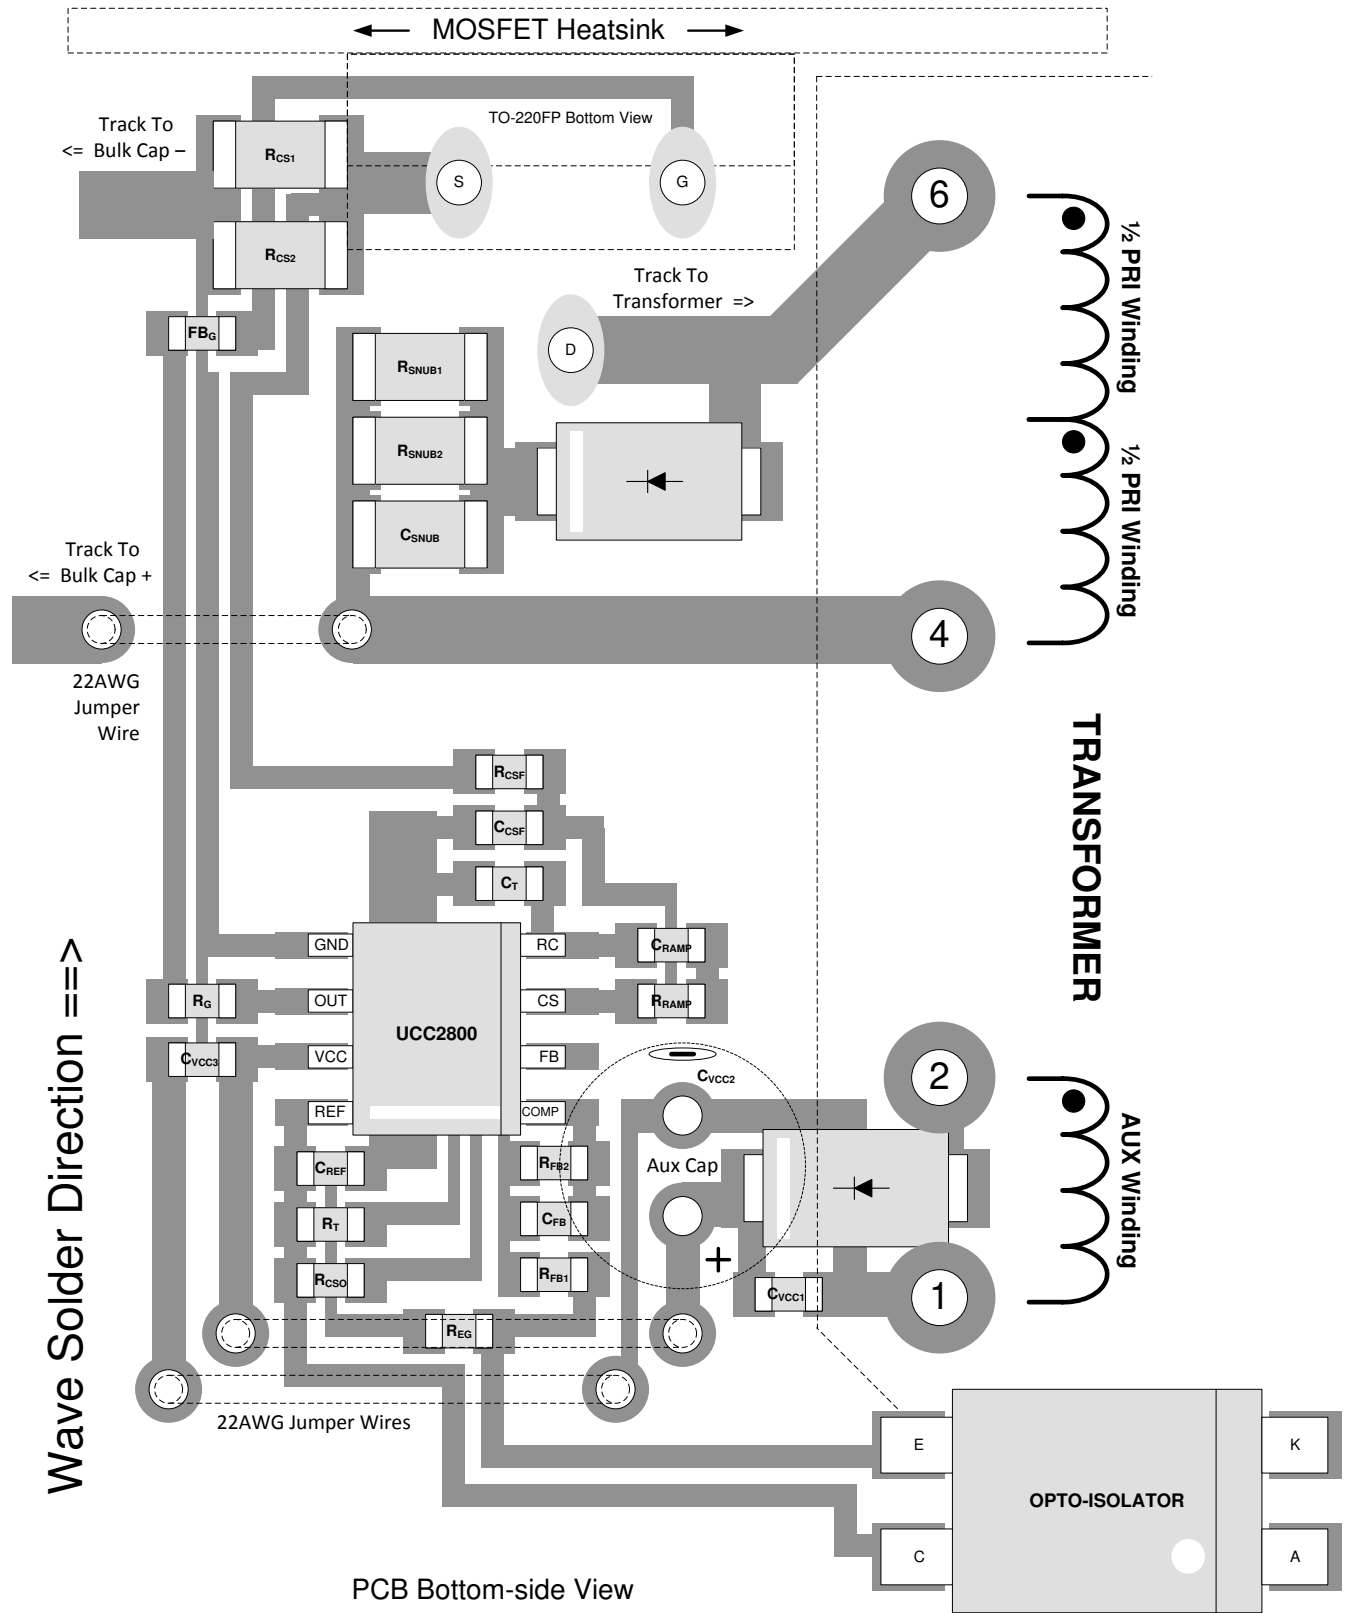 MOSFET Heatsink
TO-220FP Bottom View
Track To
<= Bulk Cap –
RCS1
S
G
6
RCS2
½ PRI Winding
Track To
Transformer =>
FBG
D
RSNUB1
RSNUB2
½ PRI Winding
CSNUB
Track To
<= Bulk Cap +
4
22AWG
Jumper
Wire
TRANSFORMER
RCSF
CCSF
CT
GND
RC
CRAMP
RG
OUT
CS
RRAMP
UCC2800
CVCC3
VCC
FB
CVCC2
2
REF
COMP
CREF
RFB2
Aux Cap
AUX Winding
RT
CFB
RCSO
RFB1
+
CVCC1
1
REG
Wave Solder Direction ==>
22AWG Jumper Wires
E
K
OPTO-ISOLATOR
C
A
PCB Bottom-side View